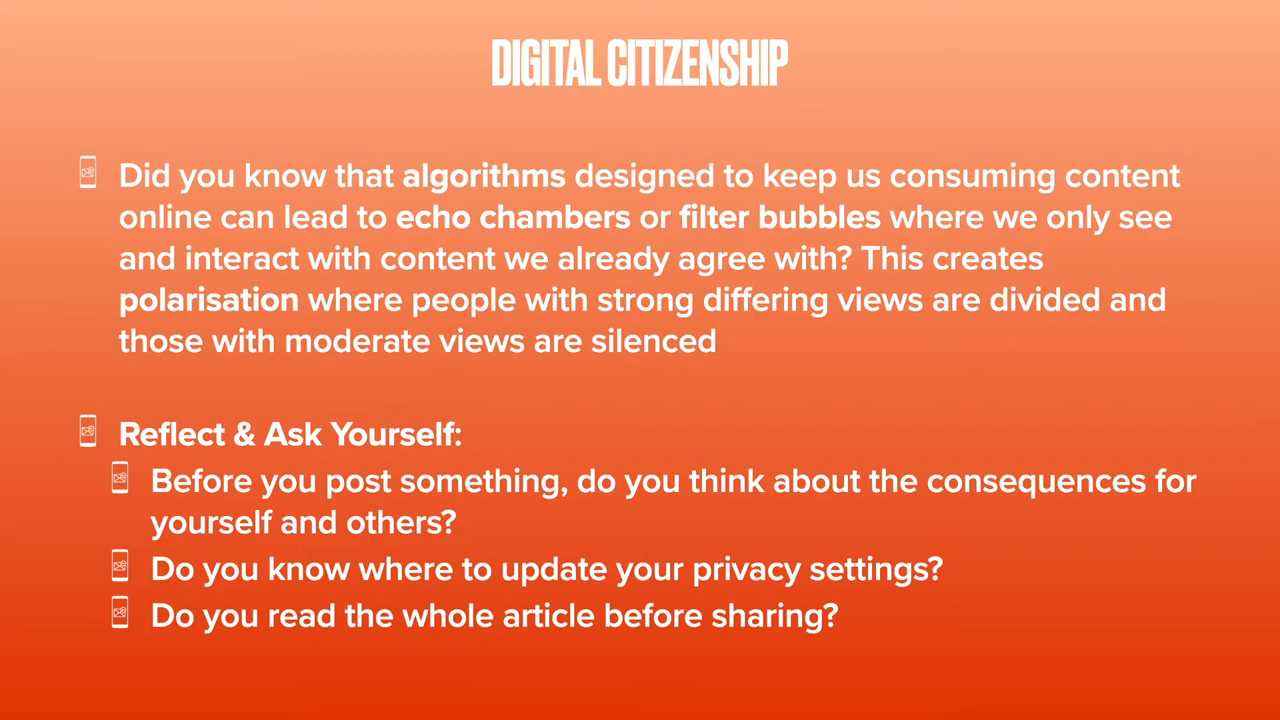 DIGITAL CITIZENSHIP
Did you know that algorithms designed to keep us consuming content
online can lead to echo chambers or filter bubbles where we only see
and interact with content we already agree with? This creates
polarisation where people with strong differing views are divided and
those with moderate views are silenced
Reflect & Ask Yourself:
Before you post something, do you think about the consequences for
yourself and others?
Do you know where to update your privacy settings?
Do you read the whole article before sharing?